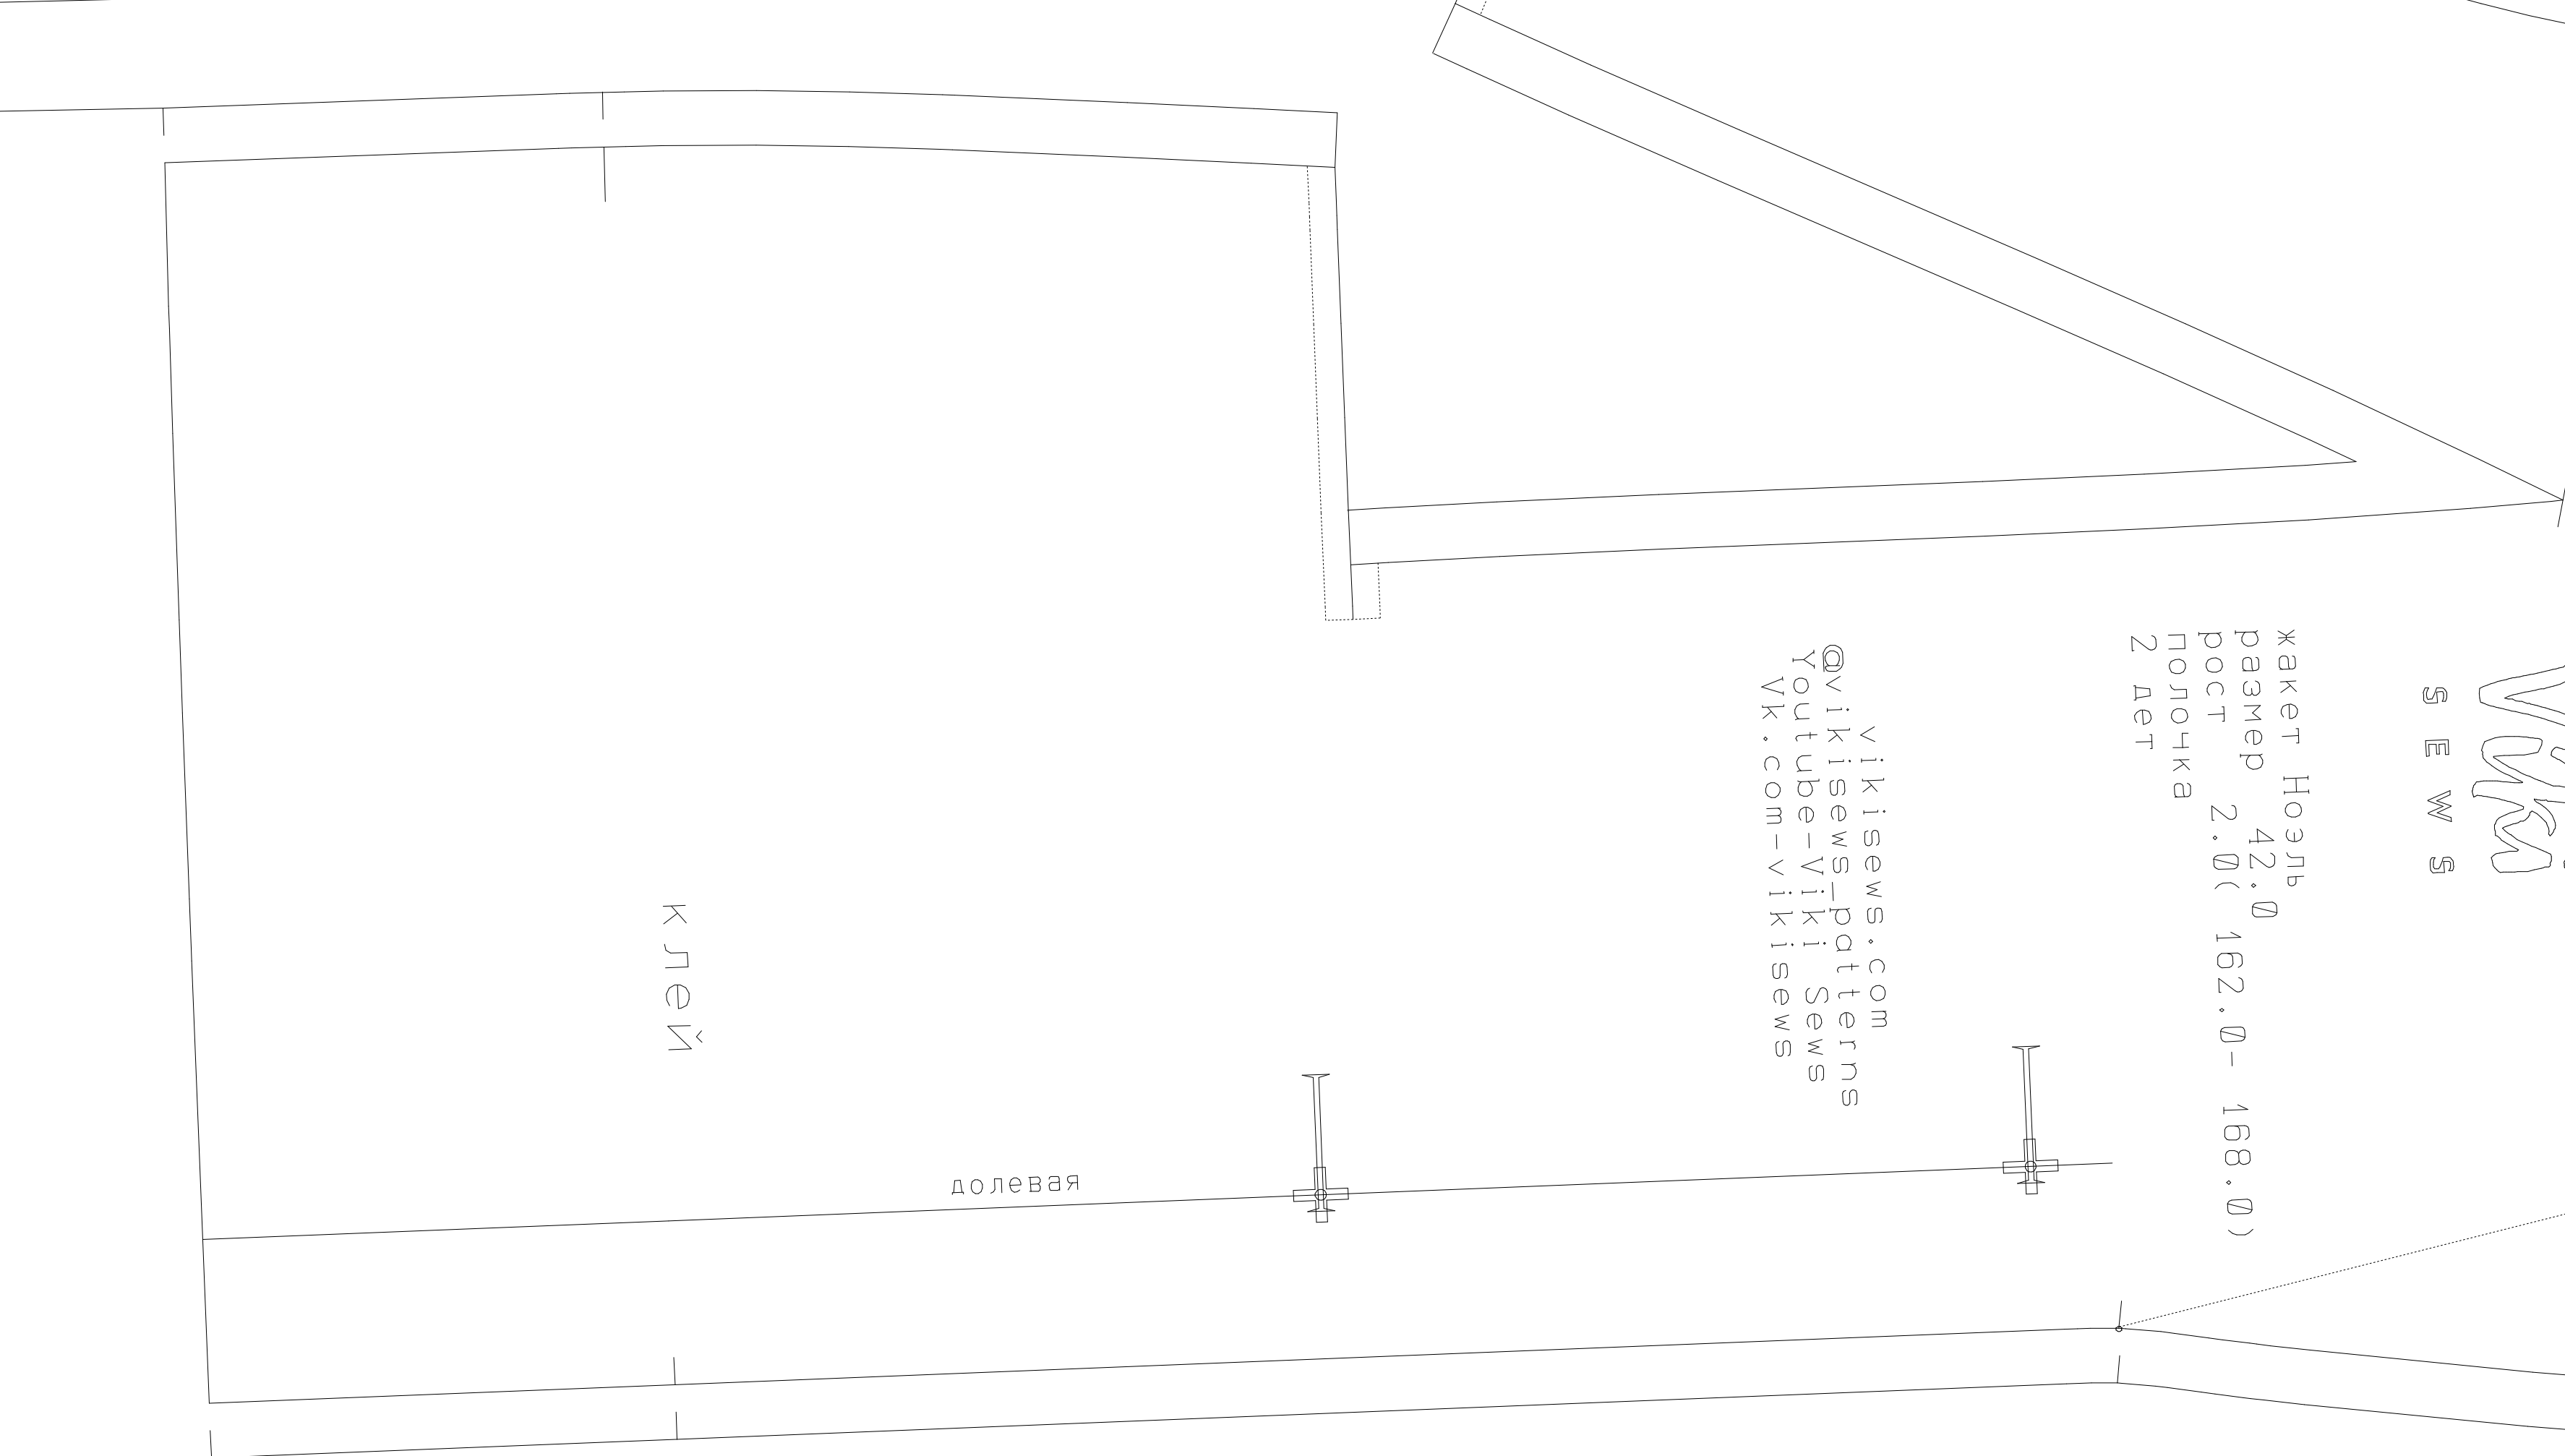 Viki
SEWS
жакет Ноэль
размер 42.0
рост 2.0( 162.0- 168.0)
полочка
2 дет
vikisews.com
@vikisews_patterns
Youtube-Viki Sews
Vk.com-vikisews
клей
долевая